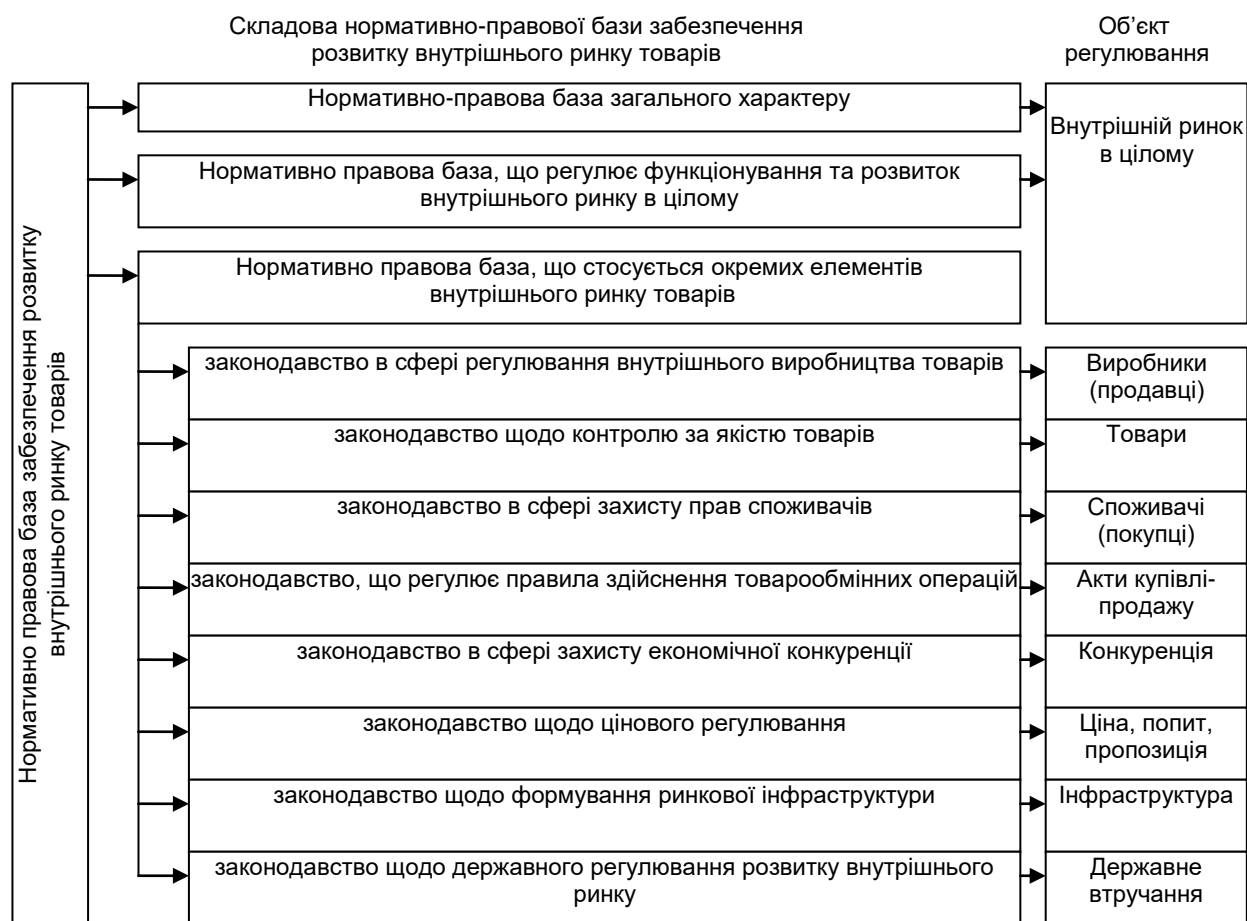 Складова нормативно-правової бази забезпечення
розвитку внутрішнього ринку товарів
Об’єкт
регулювання
Нормативно правова база забезпечення розвитку
внутрішнього ринку товарів
Нормативно-правова база загального характеру
Внутрішній ринок
в цілому
Нормативно правова база, що регулює функціонування та розвиток
внутрішнього ринку в цілому
Нормативно правова база, що стосується окремих елементів
внутрішнього ринку товарів
законодавство в сфері регулювання внутрішнього виробництва товарів
Виробники
(продавці)
законодавство щодо контролю за якістю товарів
Товари
законодавство в сфері захисту прав споживачів
Споживачі
(покупці)
законодавство, що регулює правила здійснення товарообмінних операцій
Акти купівлі-
продажу
законодавство в сфері захисту економічної конкуренції
Конкуренція
законодавство щодо цінового регулювання
Ціна, попит,
пропозиція
законодавство щодо формування ринкової інфраструктури
Інфраструктура
законодавство щодо державного регулювання розвитку внутрішнього
ринку
Державне
втручання